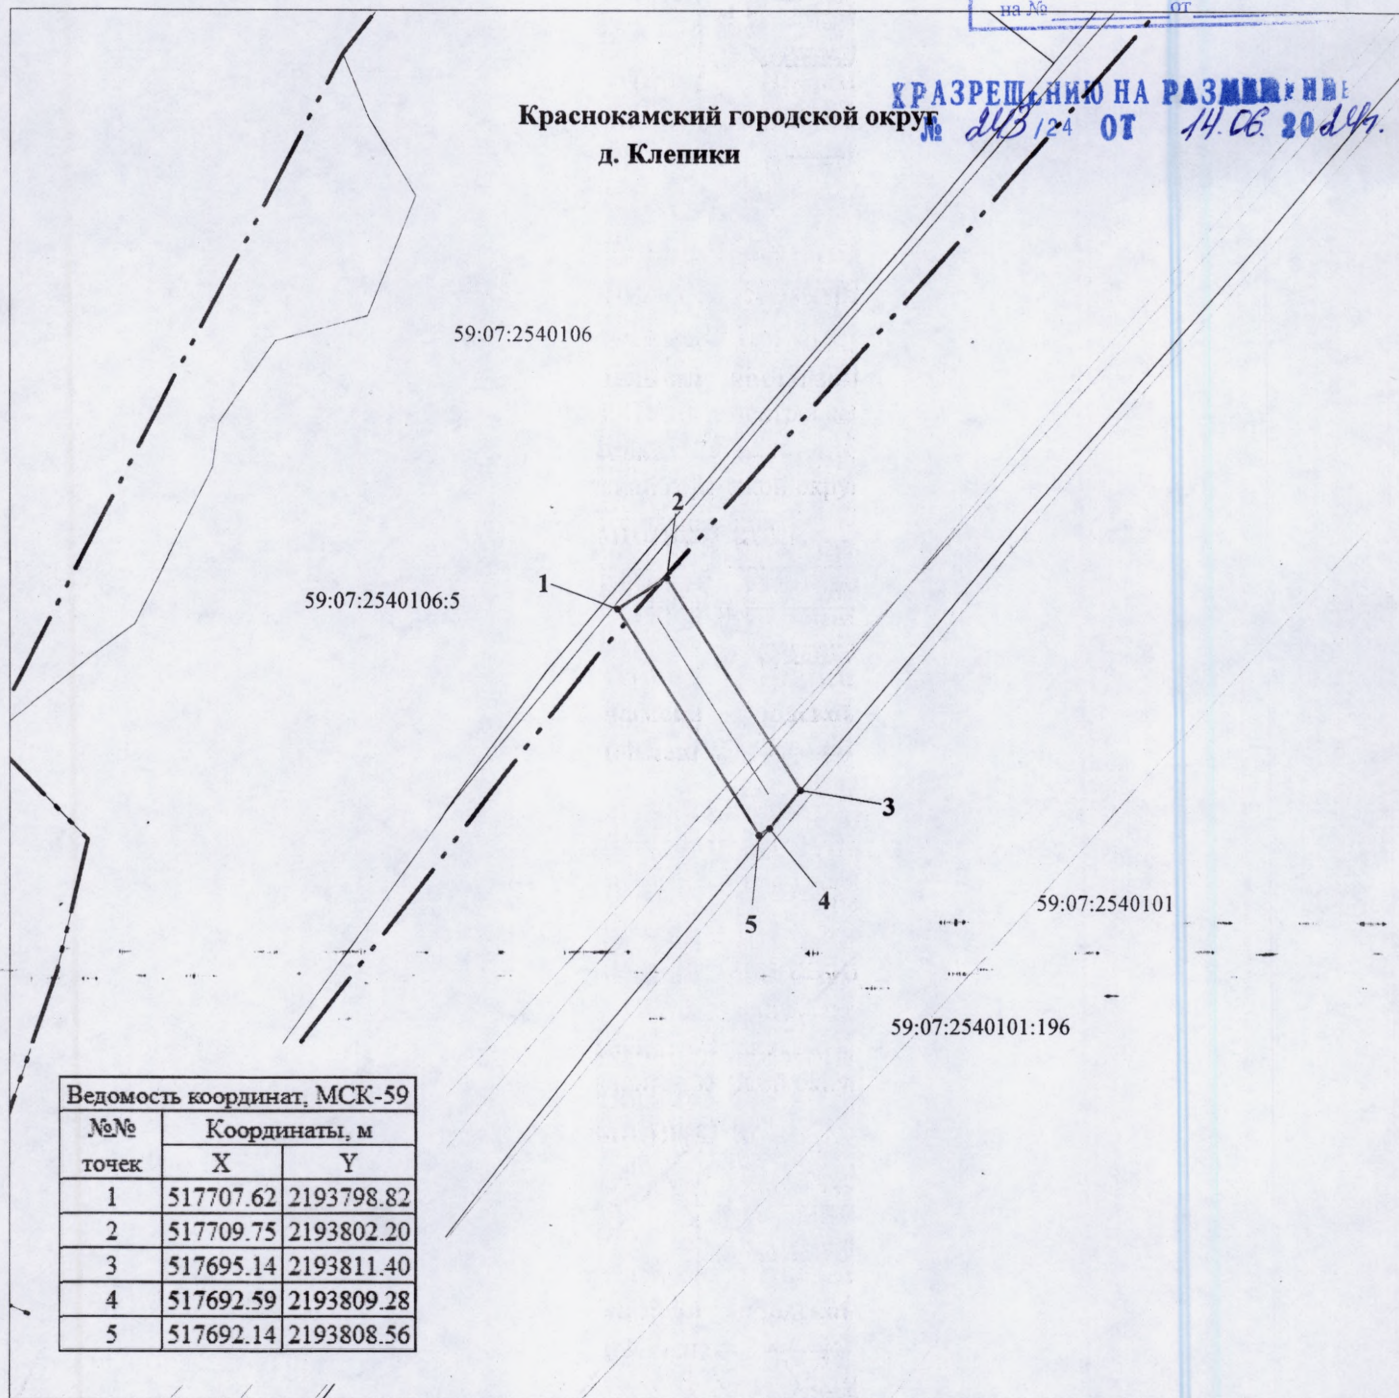 на № от
К РАЗРЕШЕНИЮ НА РАЗМЕЩЕНИЕ
№ 243/24 ОТ 14.06.2024г.
Краснокамский городской округ
д. Клепики
59:07:2540106
2
1
59:07:2540106:5
3
4
5
59:07:2540101
59:07:2540101:196
Ведомость координат, МСК-59
№№ Координаты, м
точек X Y
1 517707.62 2193798.82
2 517709.75 2193802.20
3 517695.14 2193811.40
4 517692.59 2193809.28
5 517692.14 2193808.56